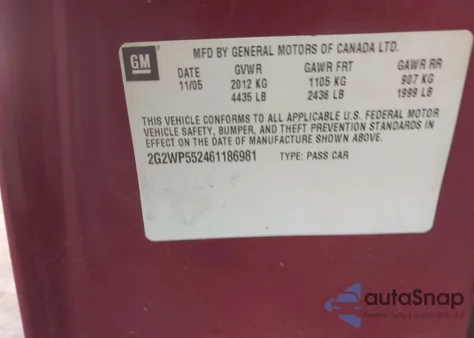 GM
MFD BY GENERAL MOTORS OF CANADA LTD.
DATE GVWR GAWR FRT GAWR RR
11/05 2012 KG 1105 KG 907 KG
4435 LB 2436 LB 1999 LB
THIS VEHICLE CONFORMS TO ALL APPLICABLE U.S. FEDERAL MOTOR
VEHICLE SAFETY, BUMPER, AND THEFT PREVENTION STANDARDS IN
EFFECT ON THE DATE OF MANUFACTURE SHOWN ABOVE.
2G2WP552461186981 TYPE: PASS CAR
autoSnap